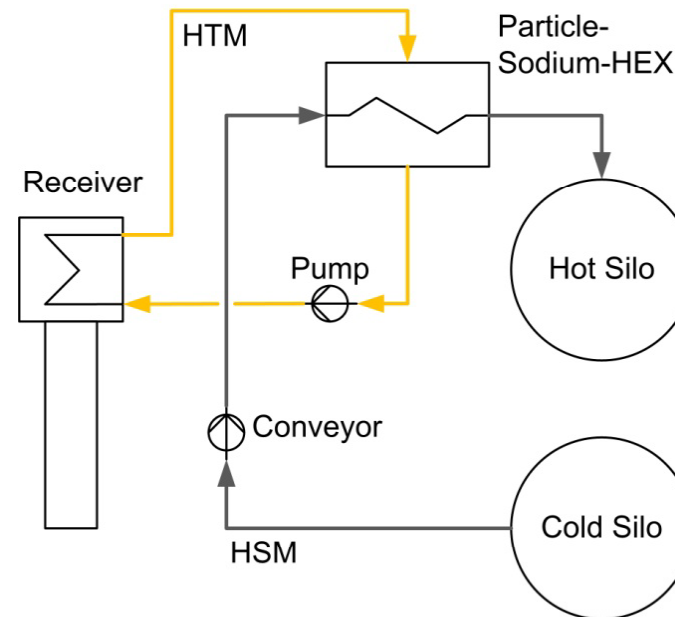 HTM
Particle-
Sodium-HEX
Receiver
Pump
Hot Silo
Conveyor
Cold Silo
HSM